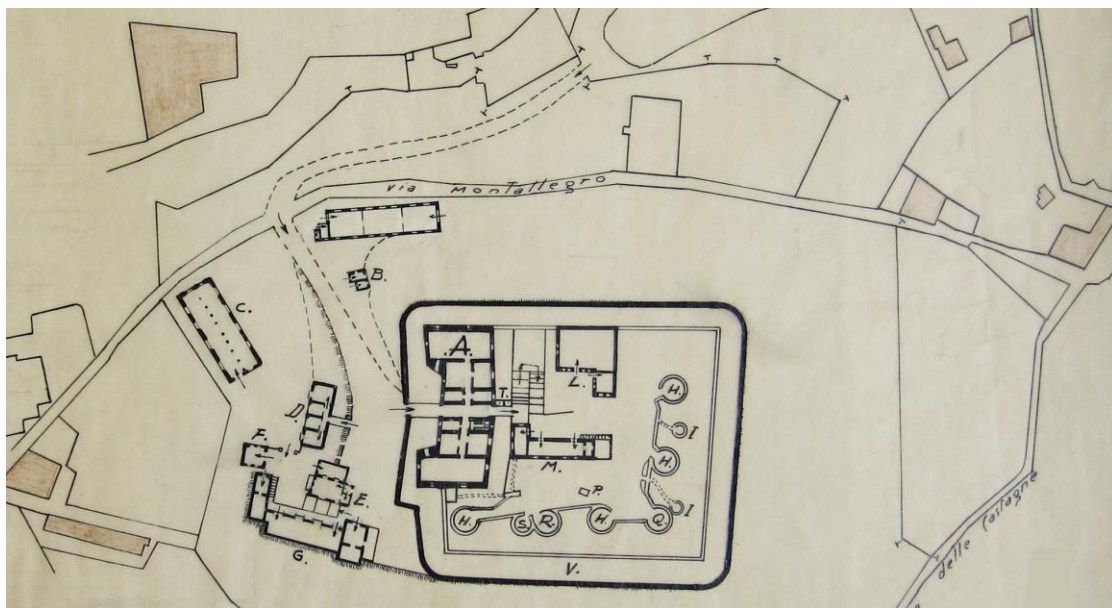 via Montallegro
B.
C.
A.
L.
H.
T.
I
D.
F.
M.
H.
E.
P.
I
H.
S.
R.
H.
Q.
G.
V.
delle Castagne